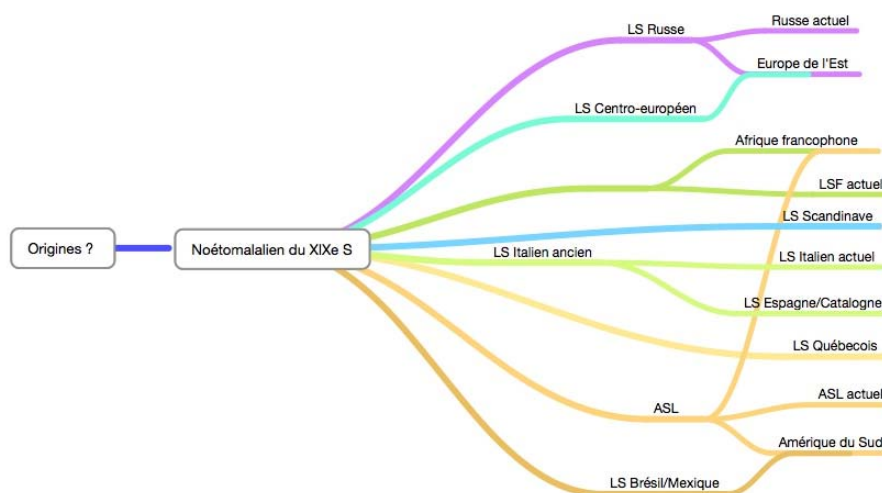 Russe actuel
LS Russe
Europe de l'Est
LS Centro-européen
Afrique francophone
LSF actuel
LS Scandinave
Origines ?
Noétomalalien du XIXe S
LS Italien ancien
LS Italien actuel
LS Espagne/Catalogne
LS Québecois
ASL actuel
ASL
Amérique du Sud
LS Brésil/Mexique